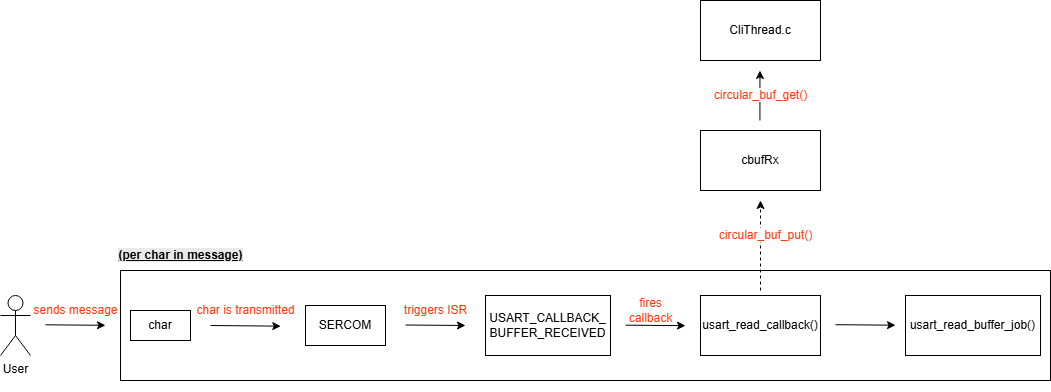 CliThread.c
circular_buf_get()
cbufRx
circular_buf_put()
(per char in message)
sends message
char
char is transmitted
SERCOM
triggers ISR
USART_CALLBACK_
BUFFER_RECEIVED
fires
callback
usart_read_callback()
usart_read_buffer_job()
User